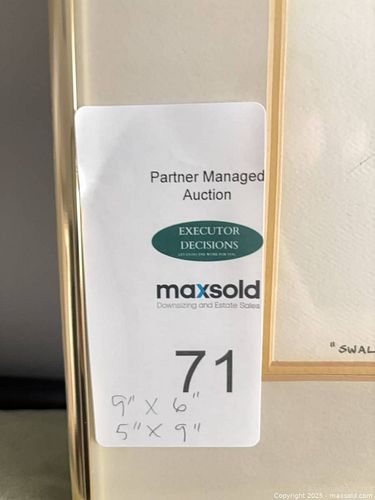 Partner Managed
Auction
EXECUTOR
DECISIONS
maxsold
Downsizing and Estate Sales
71
9" X 6"
5" X 9"
"SWAL
Copyright 2025 - maxsold.com